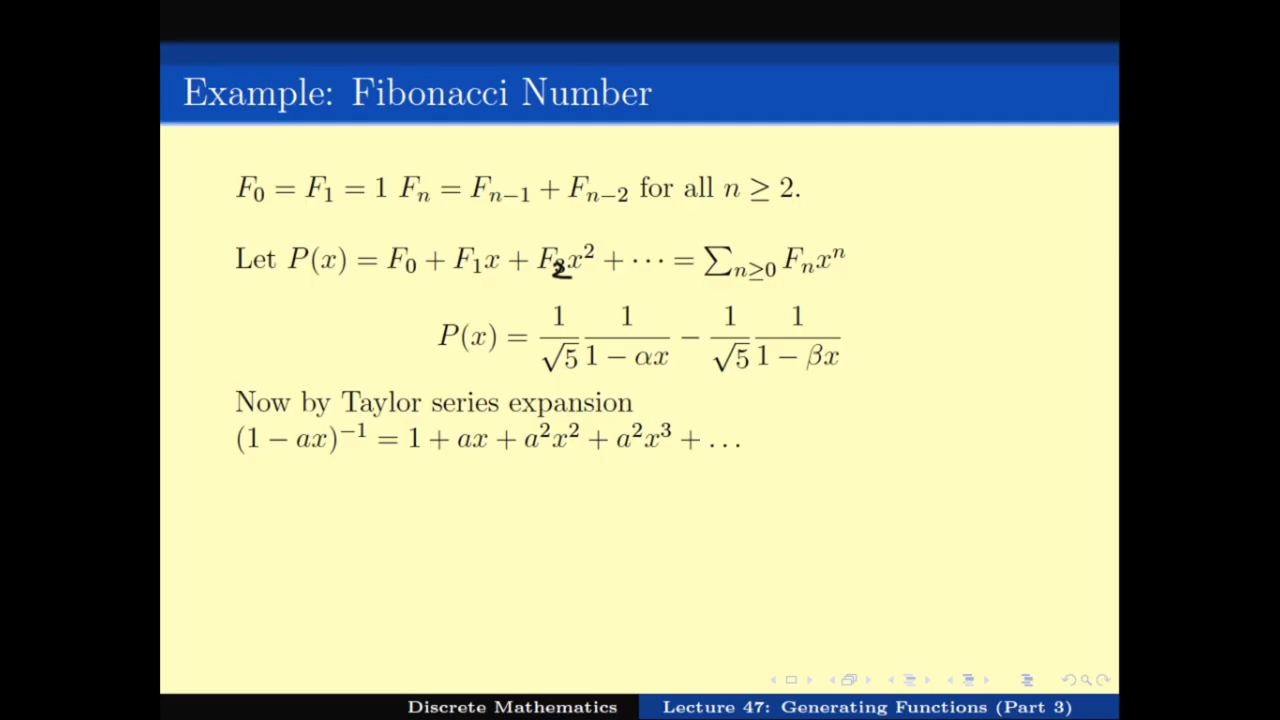 Example: Fibonacci Number
F₀ = F₁ = 1 Fₙ = Fₙ₋₁ + Fₙ₋₂ for all n ≥ 2.
Let P(x) = F₀ + F₁x + F₂x² + ⋯ = ∑ₙ≥₀ Fₙxⁿ
P(x) = 1/√5 1/(1 − αx) − 1/√5 1/(1 − βx)
Now by Taylor series expansion
(1 − ax)⁻¹ = 1 + ax + a²x² + a²x³ + …
Discrete Mathematics Lecture 47: Generating Functions (Part 3)